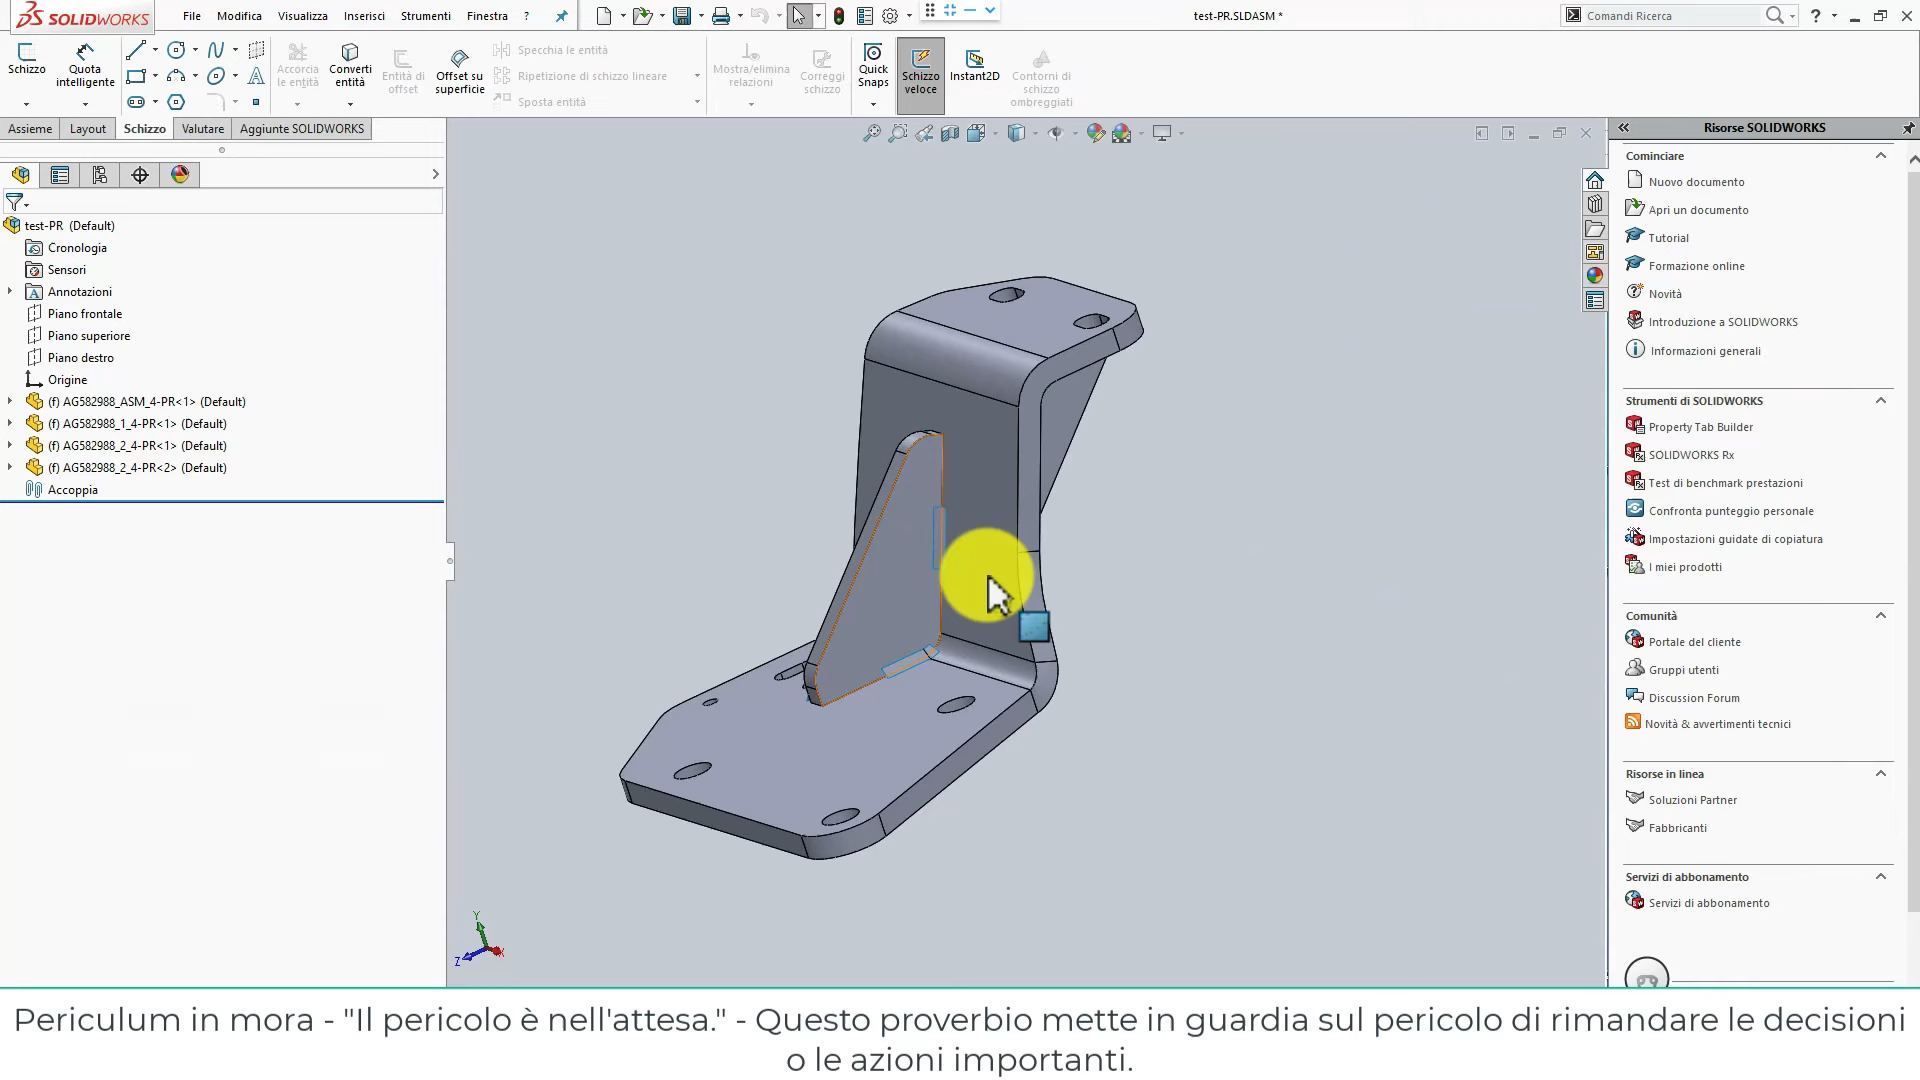 SOLIDWORKS
File Modifica Visualizza Inserisci Strumenti Finestra ?
test-PR.SLDASM *
Comandi Ricerca
?
Schizzo
Quota intelligente
Accorcia le entità
Converti entità
Entità di offset
Offset su superficie
Specchia le entità
Ripetizione di schizzo lineare
Sposta entità
Mostra/elimina relazioni
Correggi schizzo
Quick Snaps
Schizzo veloce
Instant2D
Contorni di schizzo ombreggiati
Assieme Layout Schizzo Valutare Aggiunte SOLIDWORKS
test-PR (Default)
Cronologia
Sensori
Annotazioni
Piano frontale
Piano superiore
Piano destro
Origine
(f) AG582988_ASM_4-PR<1> (Default)
(f) AG582988_1_4-PR<1> (Default)
(f) AG582988_2_4-PR<1> (Default)
(f) AG582988_2_4-PR<2> (Default)
Accoppia
Y
Z
X
Risorse SOLIDWORKS
Cominciare
Nuovo documento
Apri un documento
Tutorial
Formazione online
Novità
Introduzione a SOLIDWORKS
Informazioni generali
Strumenti di SOLIDWORKS
Property Tab Builder
SOLIDWORKS Rx
Test di benchmark prestazioni
Confronta punteggio personale
Impostazioni guidate di copiatura
I miei prodotti
Comunità
Portale del cliente
Gruppi utenti
Discussion Forum
Novità & avvertimenti tecnici
Risorse in linea
Soluzioni Partner
Fabbricanti
Servizi di abbonamento
Servizi di abbonamento
Periculum in mora - "Il pericolo è nell'attesa." - Questo proverbio mette in guardia sul pericolo di rimandare le decisioni
o le azioni importanti.